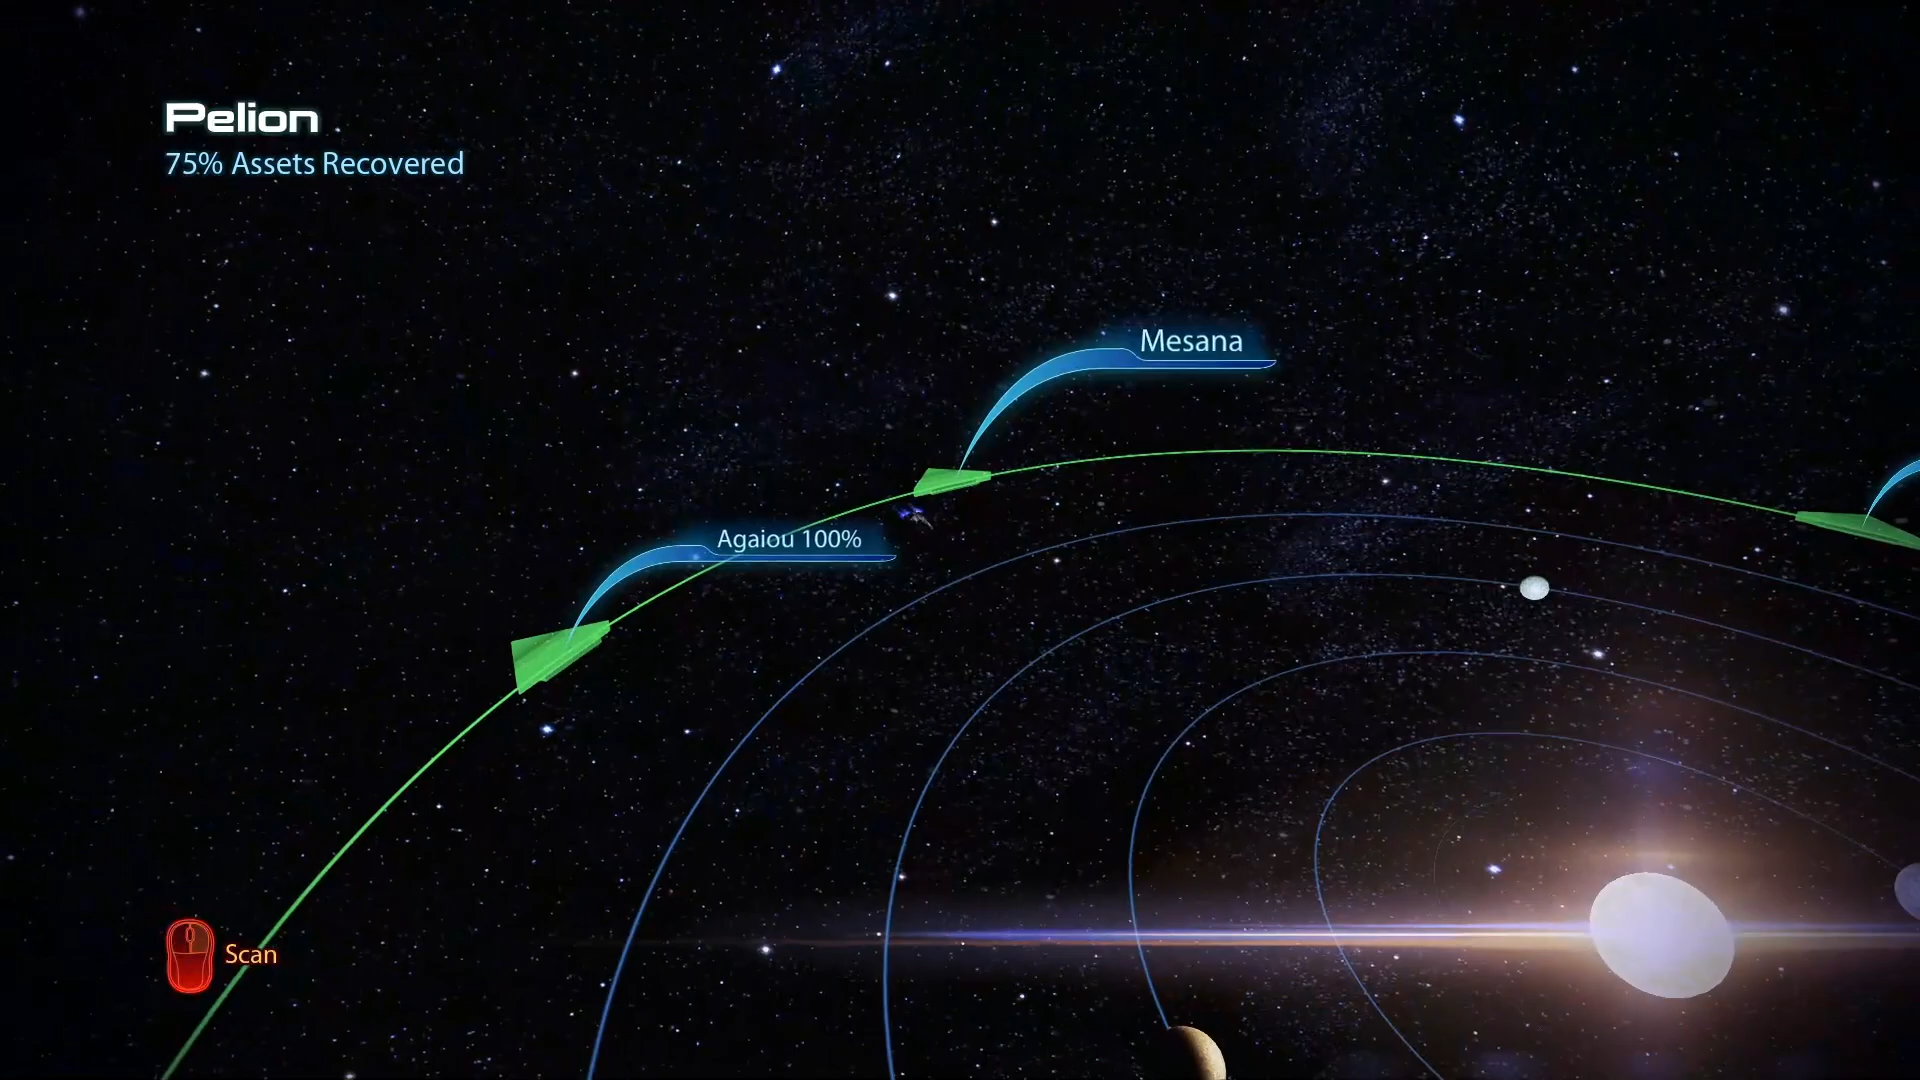 Pelion
75% Assets Recovered
Mesana
Agaiou 100%
Scan